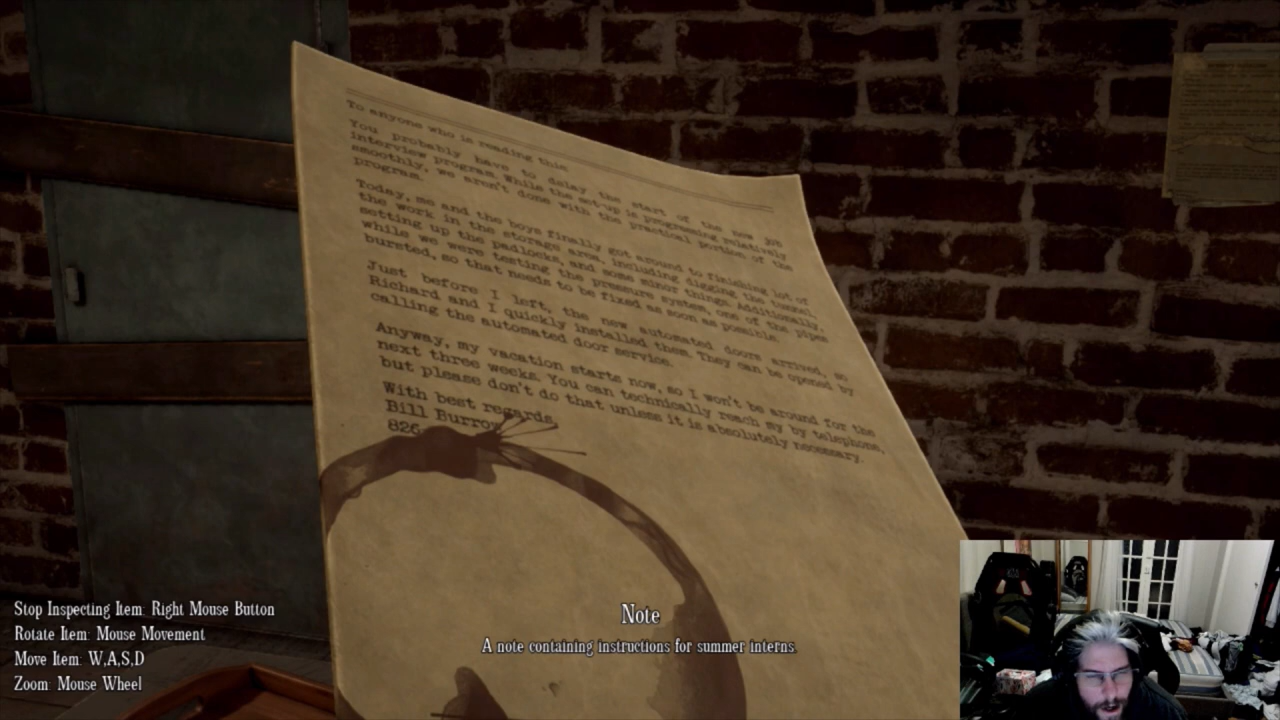 To anyone who is reading this
You probably have to delay the start of the new job
interview program. While the set-up is progressing relatively
smoothly, we aren't done with the practical portion of the
program.
Today, me and the boys finally got around to finishing lot of
the work in the storage area, including digging the tunnel,
setting up the padlocks, and some minor things. Additionally,
while we were testing the pressure system, one of the pipes
bursted, so that needs to be fixed as soon as possible.
Just before I left, the new automated doors arrived, so
Richard and I quickly installed them. They can be opened by
calling the automated door service.
Anyway, my vacation starts now, so I won't be around for the
next three weeks. You can technically reach my by telephone,
but please don't do that unless it is absolutely necessary.
With best regards,
Bill
826
Note
A note containing instructions for summer interns
Stop Inspecting Item: Right Mouse Button
Rotate Item: Mouse Movement
Move Item: W,A,S,D
Zoom: Mouse Wheel